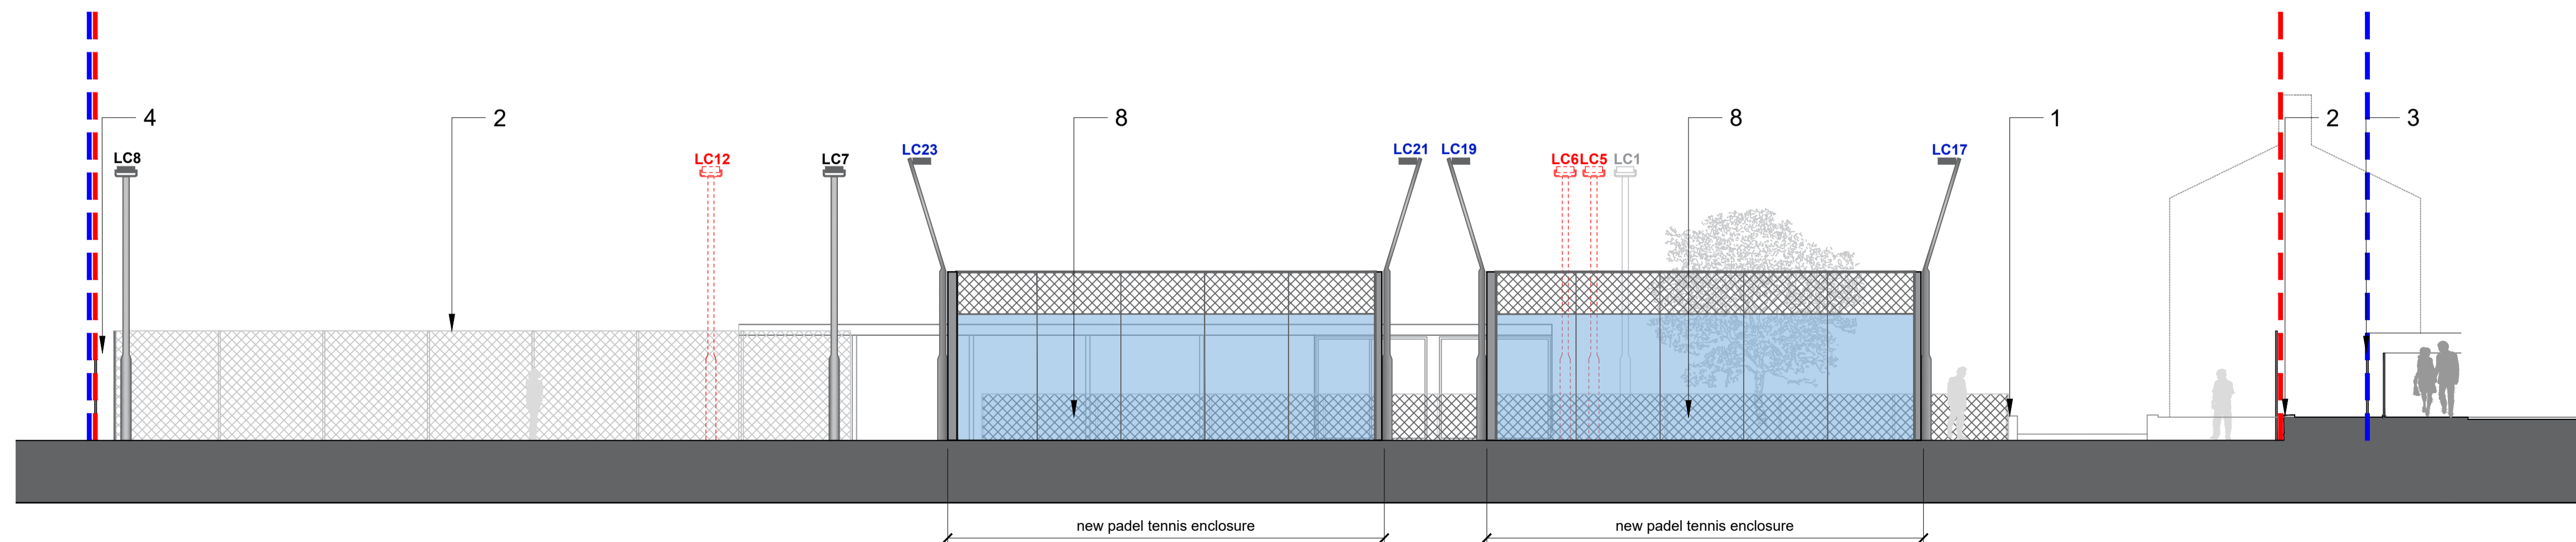 4
2
8
8
1
2
3
LC8
LC12
LC7
LC23
LC21
LC19
LC6
LC5
LC1
LC17
new padel tennis enclosure
new padel tennis enclosure